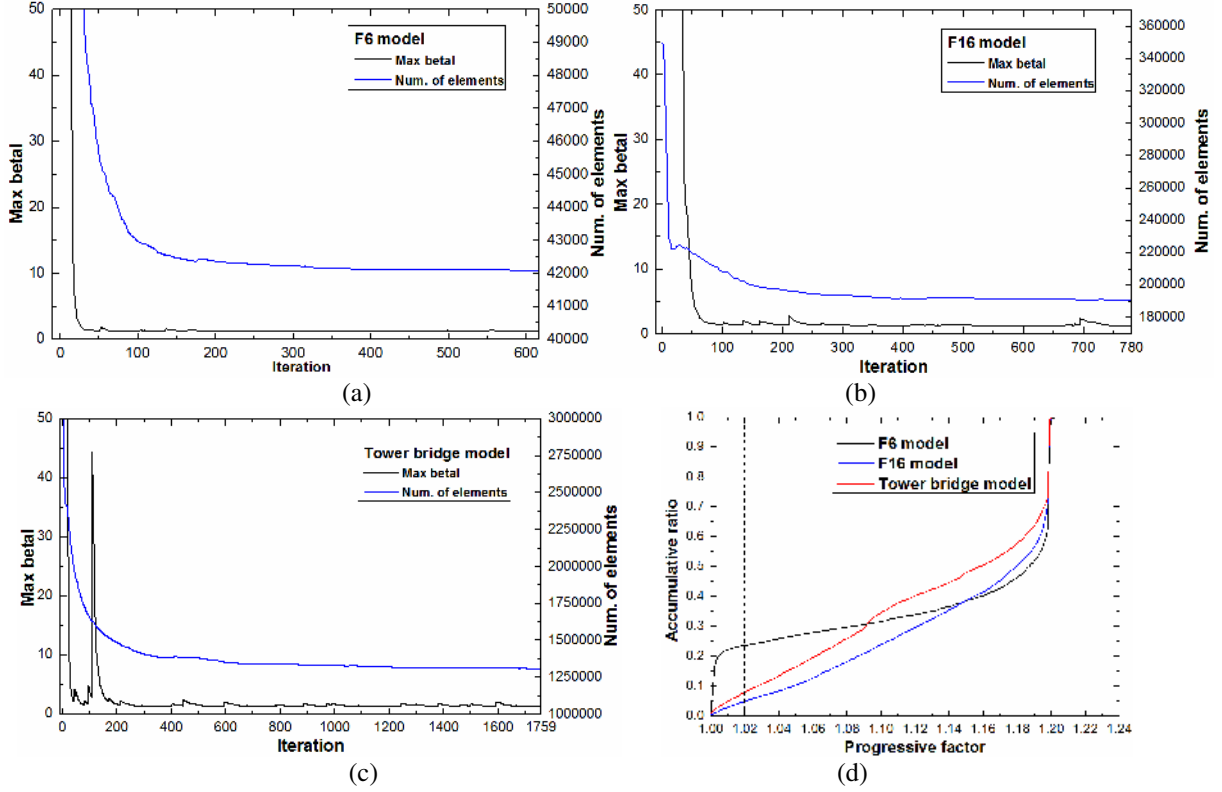 F6 model
Max betal
Num. of elements
50
40
30
20
10
0
50000
49000
48000
47000
46000
45000
44000
43000
42000
41000
40000
0 100 200 300 400 500 600
Max betal
Num. of elements
Iteration
(a)
F16 model
Max betal
Num. of elements
50
45
40
35
30
25
20
15
10
5
0
360000
340000
320000
300000
280000
260000
240000
220000
200000
180000
0 100 200 300 400 500 600 700 780
Max betal
Num. of elements
Iteration
(b)
Tower bridge model
Max betal
Num. of elements
50
40
30
20
10
0
3000000
2750000
2500000
2250000
2000000
1750000
1500000
1250000
1000000
0 200 400 600 800 1000 1200 1400 1600 1759
Max betal
Num. of elements
Iteration
(c)
F6 model
F16 model
Tower bridge model
1.0
0.9
0.8
0.7
0.6
0.5
0.4
0.3
0.2
0.1
0.0
1.00 1.02 1.04 1.06 1.08 1.10 1.12 1.14 1.16 1.18 1.20 1.22 1.24
Accumulative ratio
Progressive factor
(d)